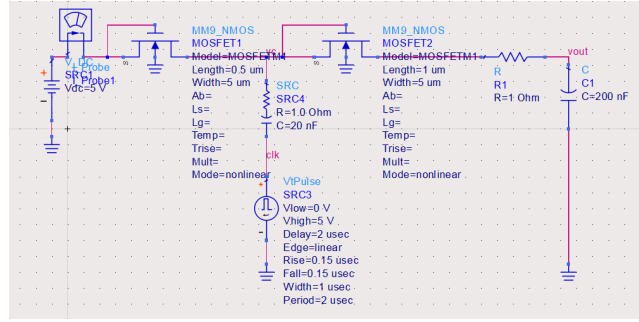 V_DC
SRC1
Vdc=5 V
I_Probe
I_Probe1
s
MM9_NMOS
MOSFET1
Model=MOSFETM1
Length=0.5 um
Width=5 um
Ab=
Ls=
Lg=
Temp=
Trise=
Mult=
Mode=nonlinear
SRC
SRC4
R=1.0 Ohm
C=20 nF
clk
VtPulse
SRC3
Vlow=0 V
Vhigh=5 V
Delay=2 usec
Edge=linear
Rise=0.15 usec
Fall=0.15 usec
Width=1 usec
Period=2 usec
s
MM9_NMOS
MOSFET2
Model=MOSFETM1
Length=1 um
Width=5 um
Ab=
Ls=
Lg=
Temp=
Trise=
Mult=
Mode=nonlinear
R
R1
R=1 Ohm
vout
C
C1
C=200 nF